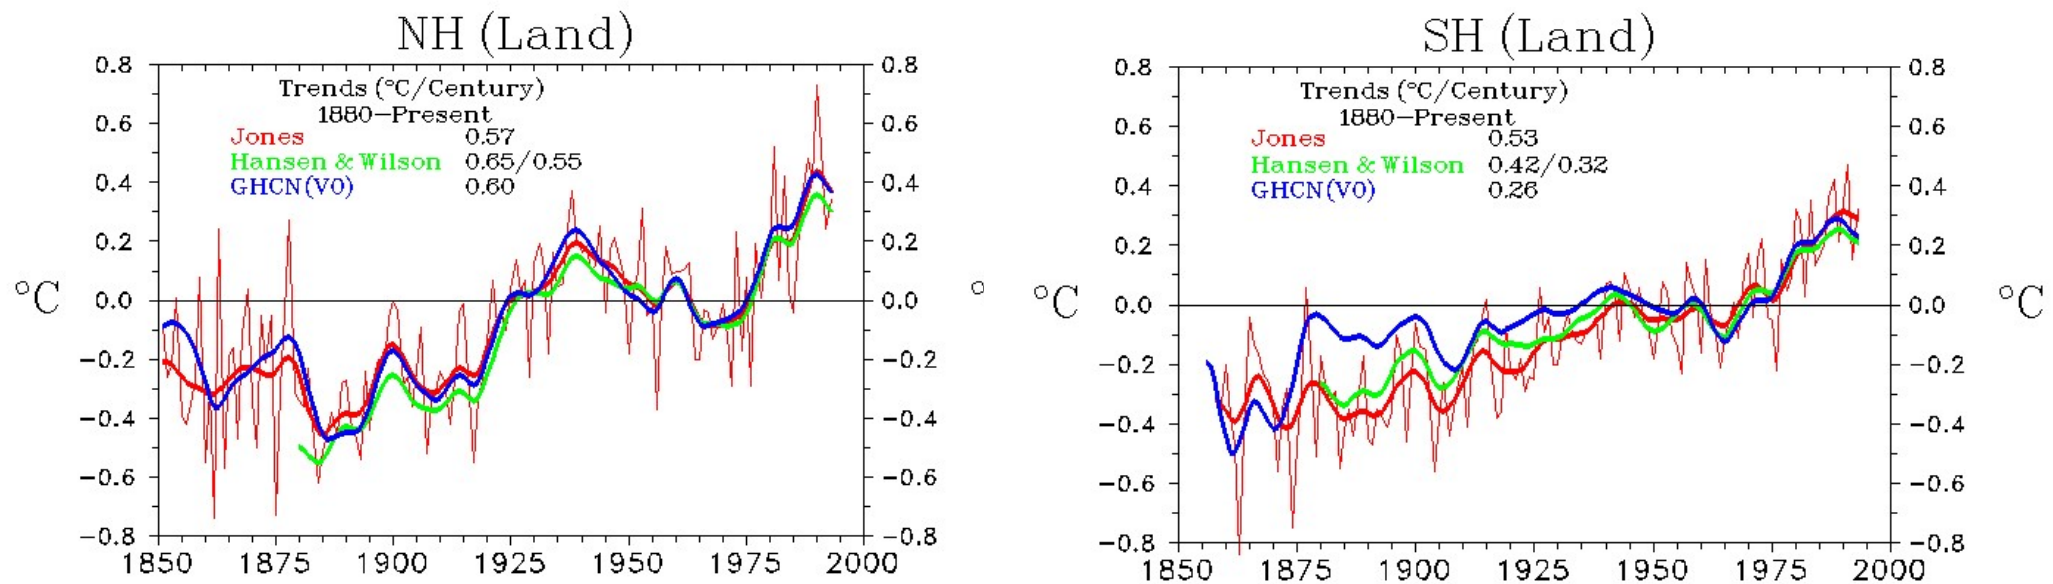 NH (Land)
0.8
0.6
0.4
0.2
0.0
−0.2
−0.4
−0.6
−0.8
°C
Trends (°C/Century)
1880−Present
Jones 0.57
Hansen & Wilson 0.65/0.55
GHCN(V0) 0.60
0.8
0.6
0.4
0.2
0.0
−0.2
−0.4
−0.6
−0.8
°
1850 1875 1900 1925 1950 1975 2000
SH (Land)
0.8
0.6
0.4
0.2
0.0
−0.2
−0.4
−0.6
−0.8
°C
Trends (°C/Century)
1880−Present
Jones 0.53
Hansen & Wilson 0.42/0.32
GHCN(V0) 0.26
0.8
0.6
0.4
0.2
0.0
−0.2
−0.4
−0.6
−0.8
°C
1850 1875 1900 1925 1950 1975 2000